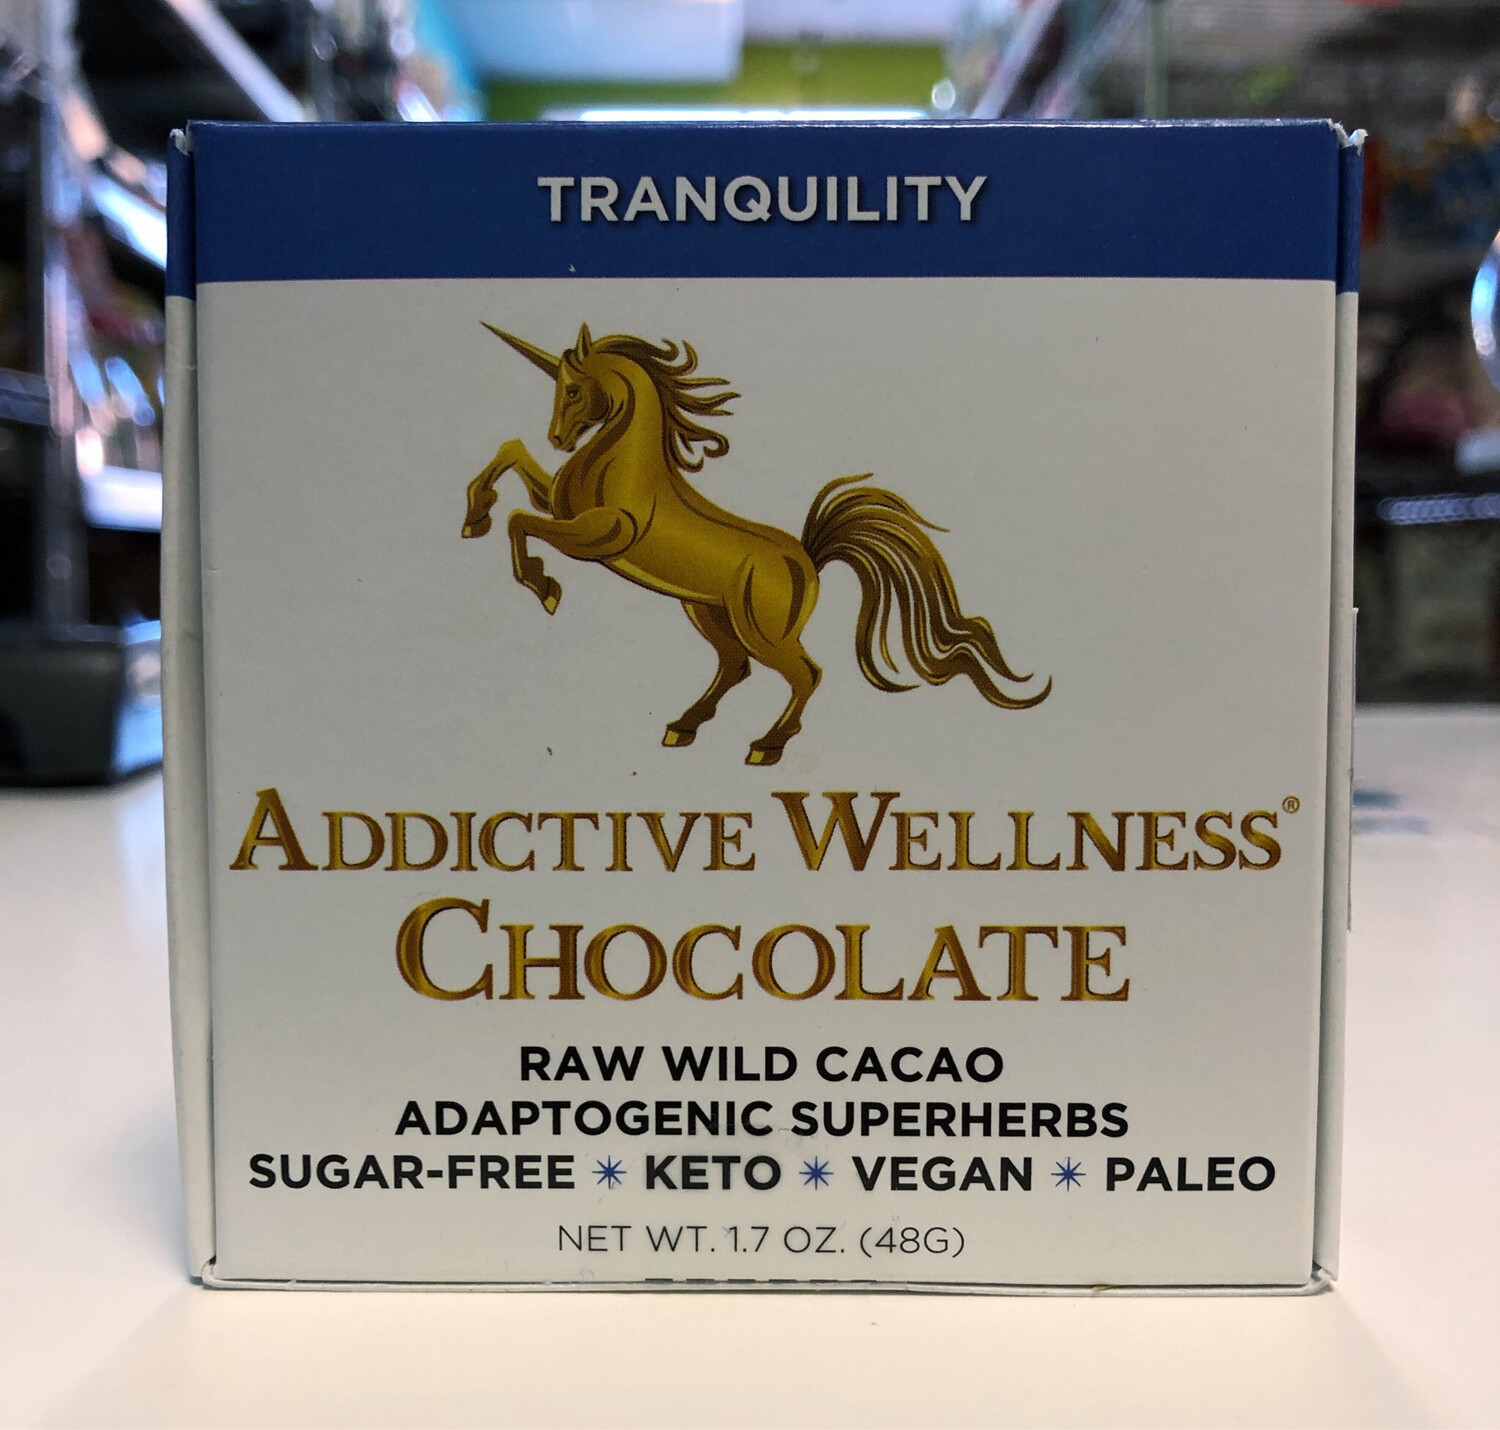 TRANQUILITY
ADDICTIVE WELLNESS®
CHOCOLATE
RAW WILD CACAO
ADAPTOGENIC SUPERHERBS
SUGAR-FREE * KETO * VEGAN * PALEO
NET WT. 1.7 OZ. (48G)